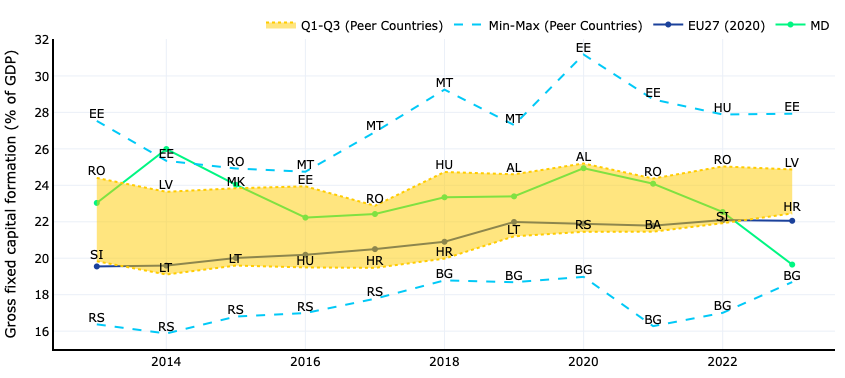 Q1-Q3 (Peer Countries) Min-Max (Peer Countries) EU27 (2020) MD
Gross fixed capital formation (% of GDP)
32
30
28
26
24
22
20
18
16
EE EE RO MT MT MT MT EE EE HU EE
RO LV MK EE RO HU AL AL RO RO LV
SI LT LT HU HR HR LT RS BA SI HR
RS RS RS RS RS BG BG BG BG BG BG
2014 2016 2018 2020 2022